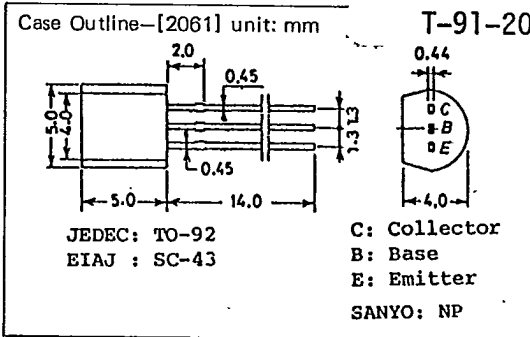 Case Outline—[2061] unit: mm
T-91-20
2.0
0.45
0.44
5.0
4.0
C
B
E
1.3
1.3
0.45
5.0
14.0
4.0
JEDEC: TO-92
EIAJ : SC-43
C: Collector
B: Base
E: Emitter
SANYO: NP